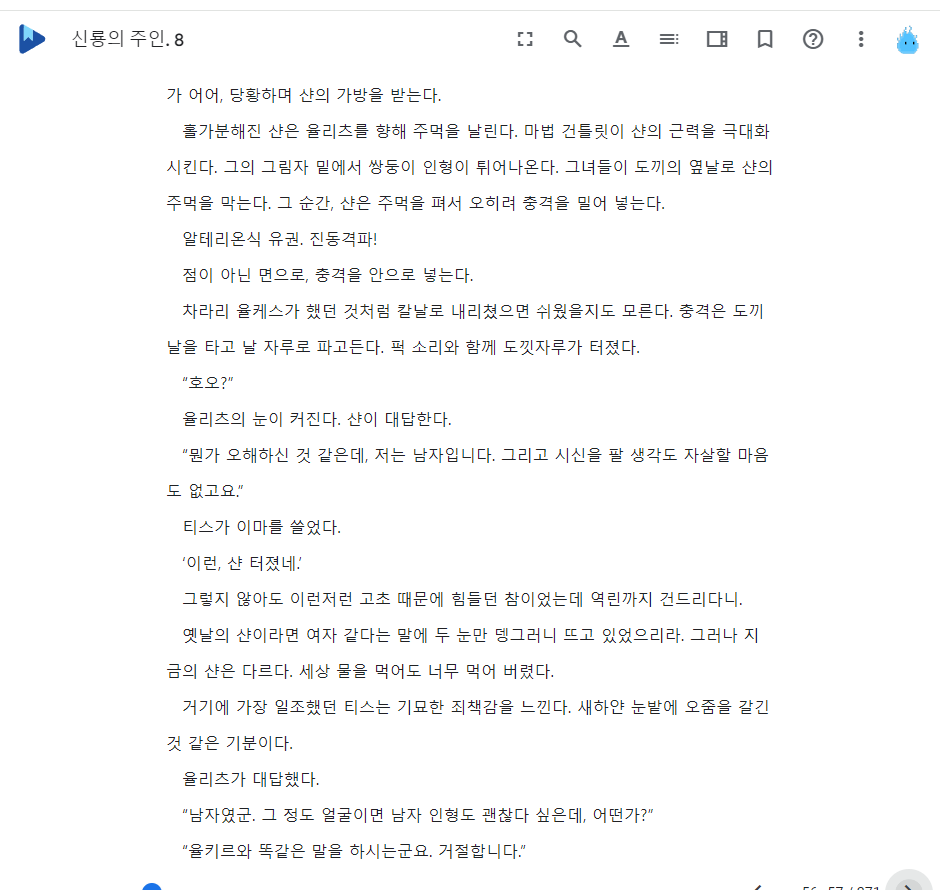 신룡의 주인. 8
가 어어, 당황하며 샨의 가방을 받는다.
홀가분해진 샨은 율리츠를 향해 주먹을 날린다. 마법 건틀릿이 샨의 근력을 극대화
시킨다. 그의 그림자 밑에서 쌍둥이 인형이 튀어나온다. 그녀들이 도끼의 옆날로 샨의
주먹을 막는다. 그 순간, 샨은 주먹을 펴서 오히려 충격을 밀어 넣는다.
알테리온식 유권. 진동격파!
점이 아닌 면으로, 충격을 안으로 넣는다.
차라리 율케스가 했던 것처럼 칼날로 내리쳤으면 쉬웠을지도 모른다. 충격은 도끼
날을 타고 날 자루로 파고든다. 퍽 소리와 함께 도낏자루가 터졌다.
“호오?”
율리츠의 눈이 커진다. 샨이 대답한다.
“뭔가 오해하신 것 같은데, 저는 남자입니다. 그리고 시신을 팔 생각도 자살할 마음
도 없고요.”
티스가 이마를 쓸었다.
‘이런, 샨 터졌네.’
그렇지 않아도 이런저런 고초 때문에 힘들던 참이었는데 역린까지 건드리다니.
옛날의 샨이라면 여자 같다는 말에 두 눈만 뎅그러니 뜨고 있었으리라. 그러나 지
금의 샨은 다르다. 세상 물을 먹어도 너무 먹어 버렸다.
거기에 가장 일조했던 티스는 기묘한 죄책감을 느낀다. 새하얀 눈밭에 오줌을 갈긴
것 같은 기분이다.
율리츠가 대답했다.
“남자였군. 그 정도 얼굴이면 남자 인형도 괜찮다 싶은데, 어떤가?”
“율키르와 똑같은 말을 하시는군요. 거절합니다.”